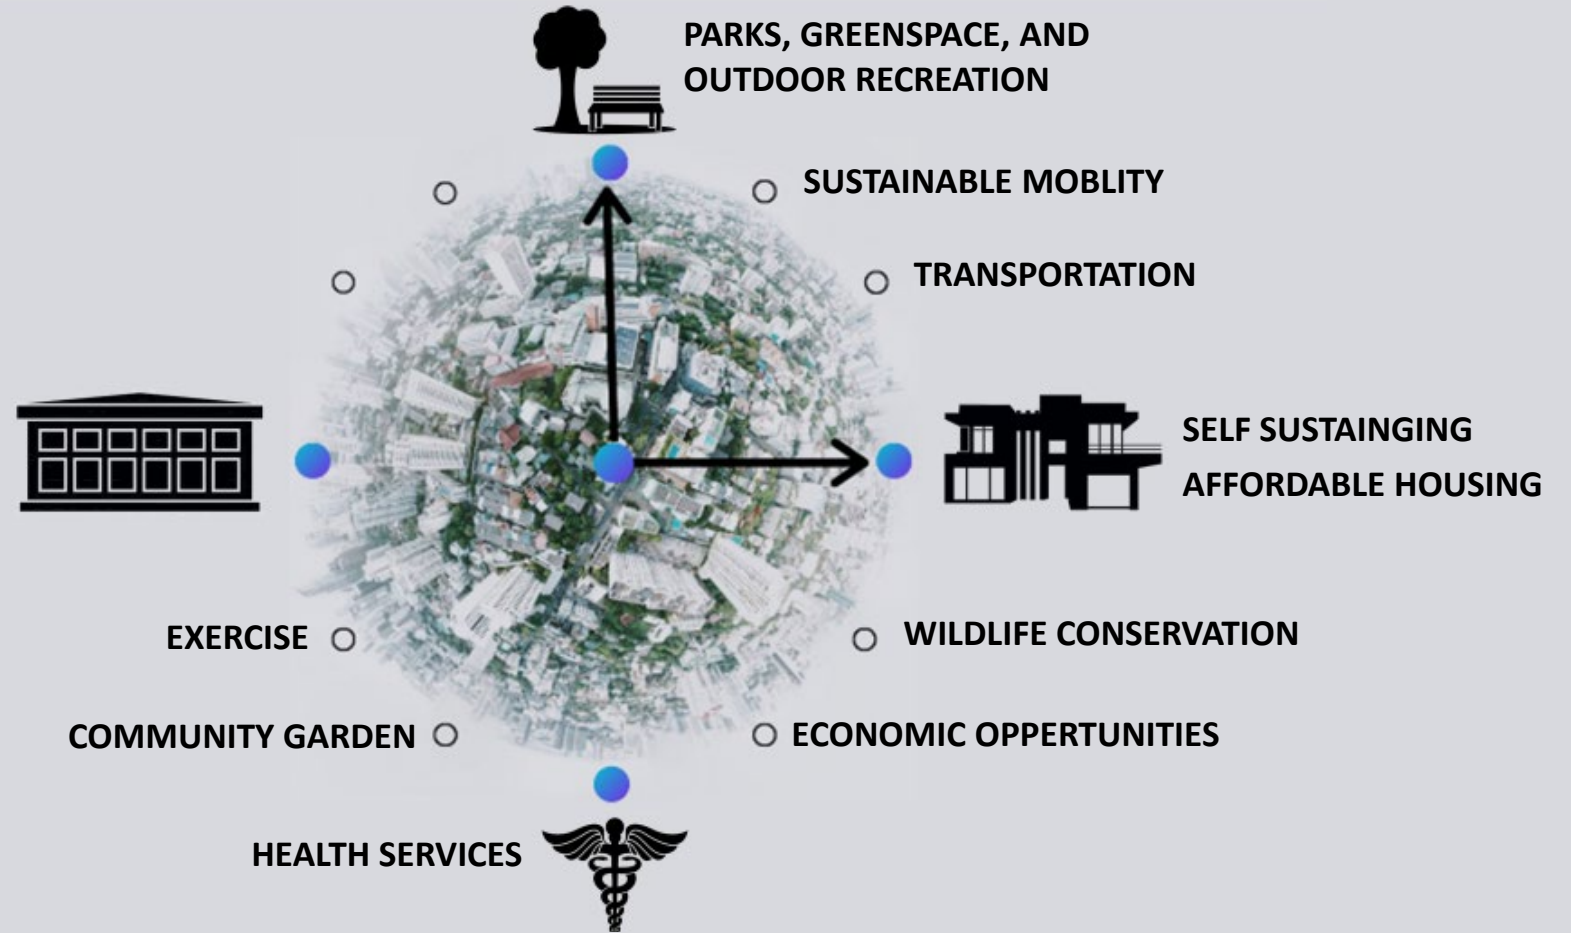 PARKS, GREENSPACE, AND
OUTDOOR RECREATION
SUSTAINABLE MOBLITY
TRANSPORTATION
SELF SUSTAINGING
AFFORDABLE HOUSING
EXERCISE
WILDLIFE CONSERVATION
COMMUNITY GARDEN
ECONOMIC OPPERTUNITIES
HEALTH SERVICES